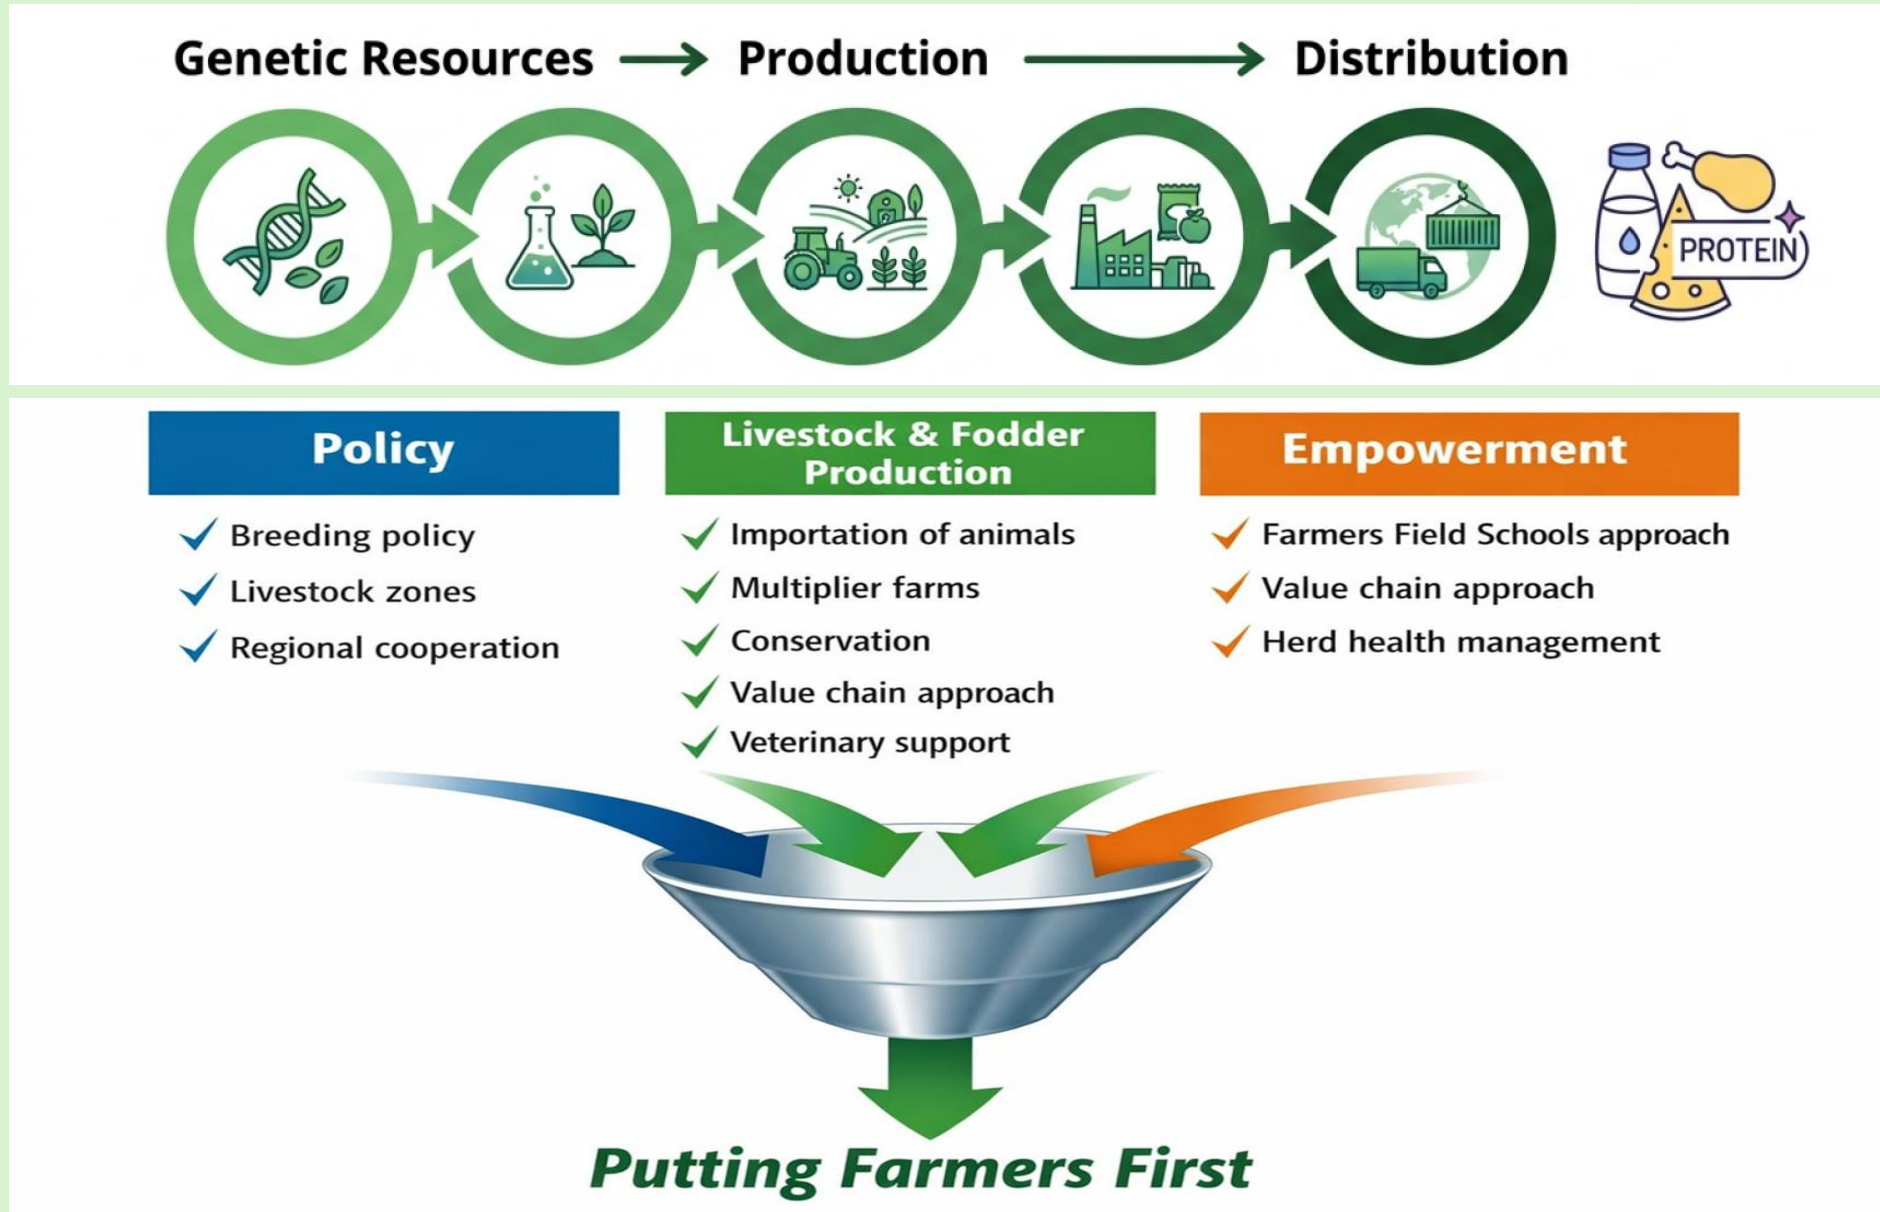 Genetic Resources
Production
Distribution
PROTEIN
Policy
Breeding policy
Livestock zones
Regional cooperation
Livestock & Fodder
Production
Importation of animals
Multiplier farms
Conservation
Value chain approach
Veterinary support
Empowerment
Farmers Field Schools approach
Value chain approach
Herd health management
Putting Farmers First